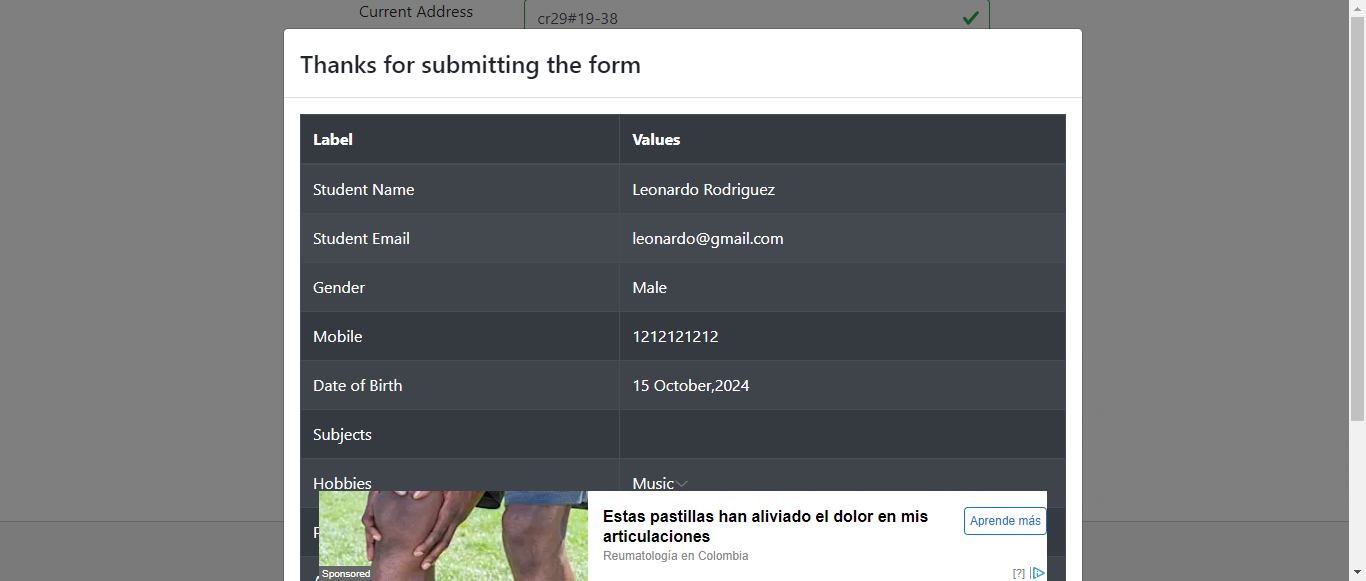 Current Address cr29#19-38
Thanks for submitting the form
Label Values
Student Name Leonardo Rodriguez
Student Email leonardo@gmail.com
Gender Male
Mobile 1212121212
Date of Birth 15 October,2024
Subjects
Hobbies Music
Estas pastillas han aliviado el dolor en mis
articulaciones
Aprende más
Reumatología en Colombia
Sponsored
[?]